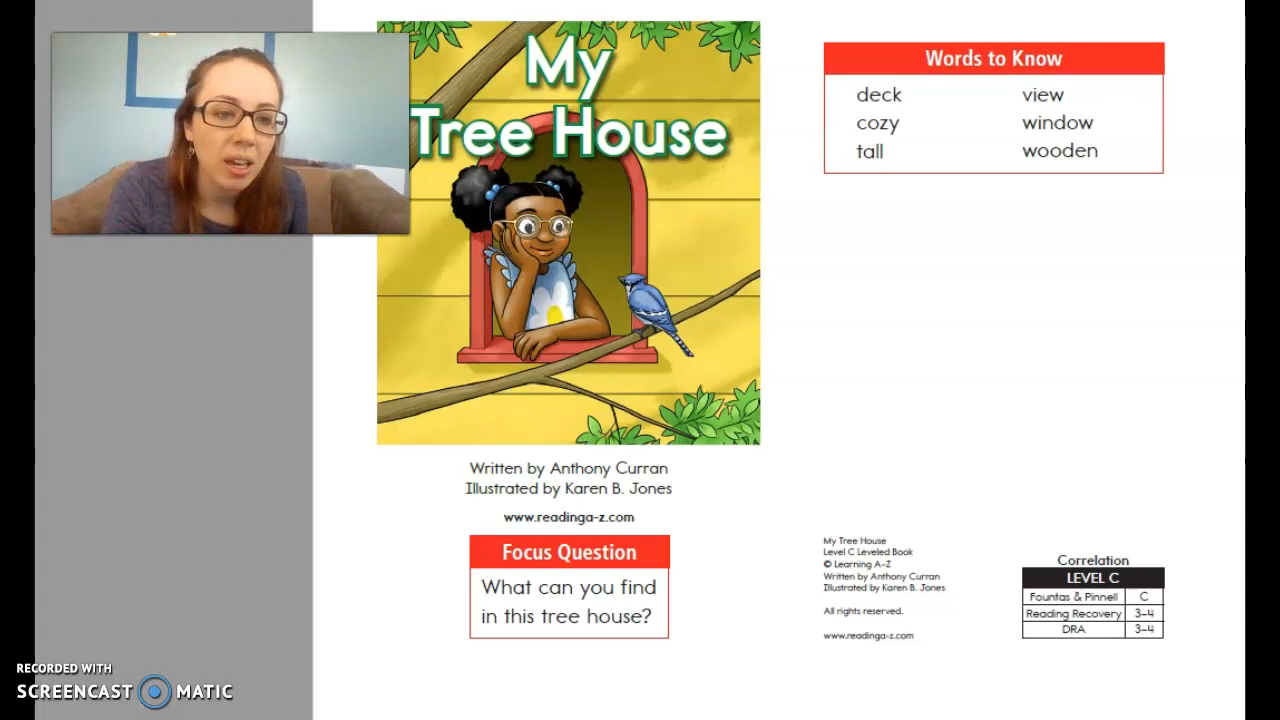 My
Tree House
Written by Anthony Curran
Illustrated by Karen B. Jones
www.readinga-z.com
Focus Question
What can you find
in this tree house?
Words to Know
deck view
cozy window
tall wooden
My Tree House
Level C Leveled Book
© Learning A–Z
Written by Anthony Curran
Illustrated by Karen B. Jones
All rights reserved.
www.readinga-z.com
Correlation
LEVEL C
Fountas & Pinnell C
Reading Recovery 3–4
DRA 3–4
RECORDED WITH
SCREENCAST MATIC